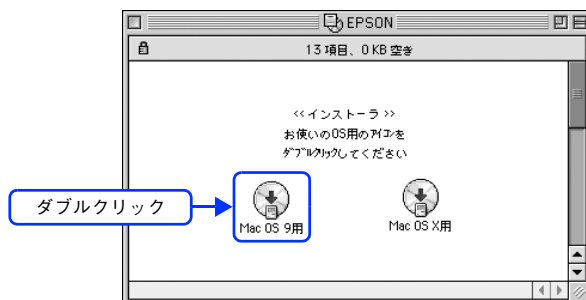 EPSON
13 項目、0 KB 空き
<<インストーラ>>
お使いのOS用のｱｲｺﾝを
ﾀﾞﾌﾞﾙｸﾘｯｸしてください
ダブルクリック
Mac OS 9用
Mac OS X用